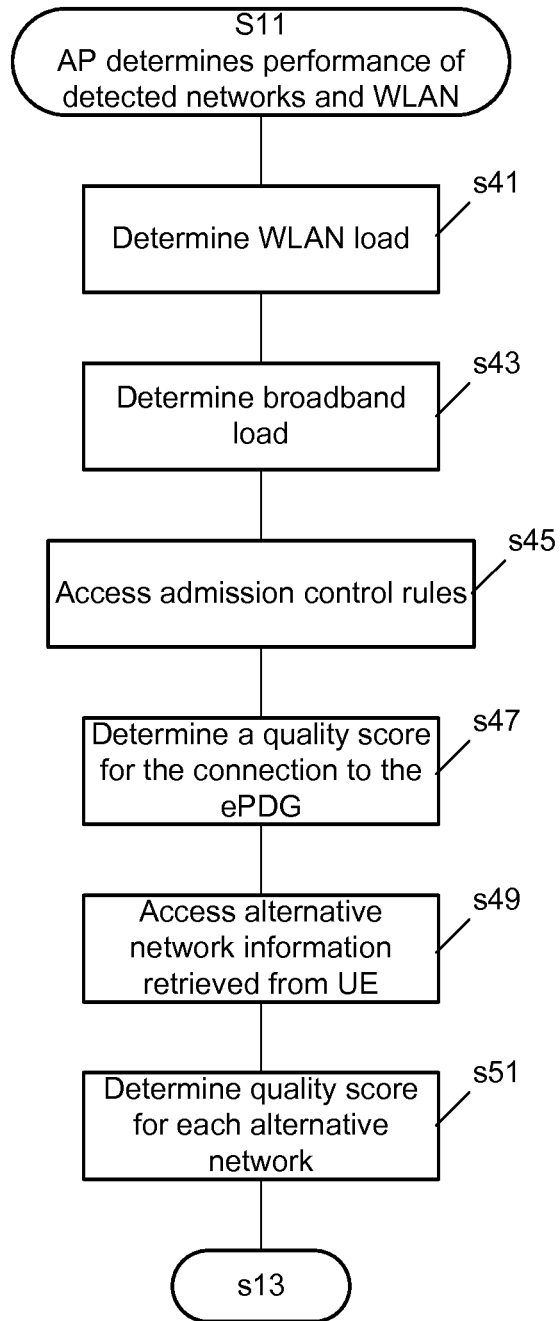 S11
AP determines performance of
detected networks and WLAN
s41
Determine WLAN load
s43
Determine broadband
load
s45
Access admission control rules
s47
Determine a quality score
for the connection to the
ePDG
s49
Access alternative
network information
retrieved from UE
s51
Determine quality score
for each alternative
network
s13